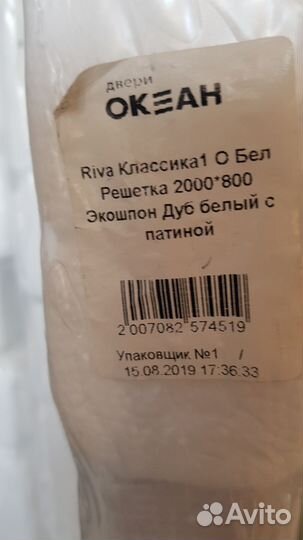 двери
ОКЕАН
Riva Классика1 О Бел
Решетка 2000*800
Экошпон Дуб белый с
патиной
2 007082 574519
Упаковщик №1 /
15.08.2019 17:36:33
Avito